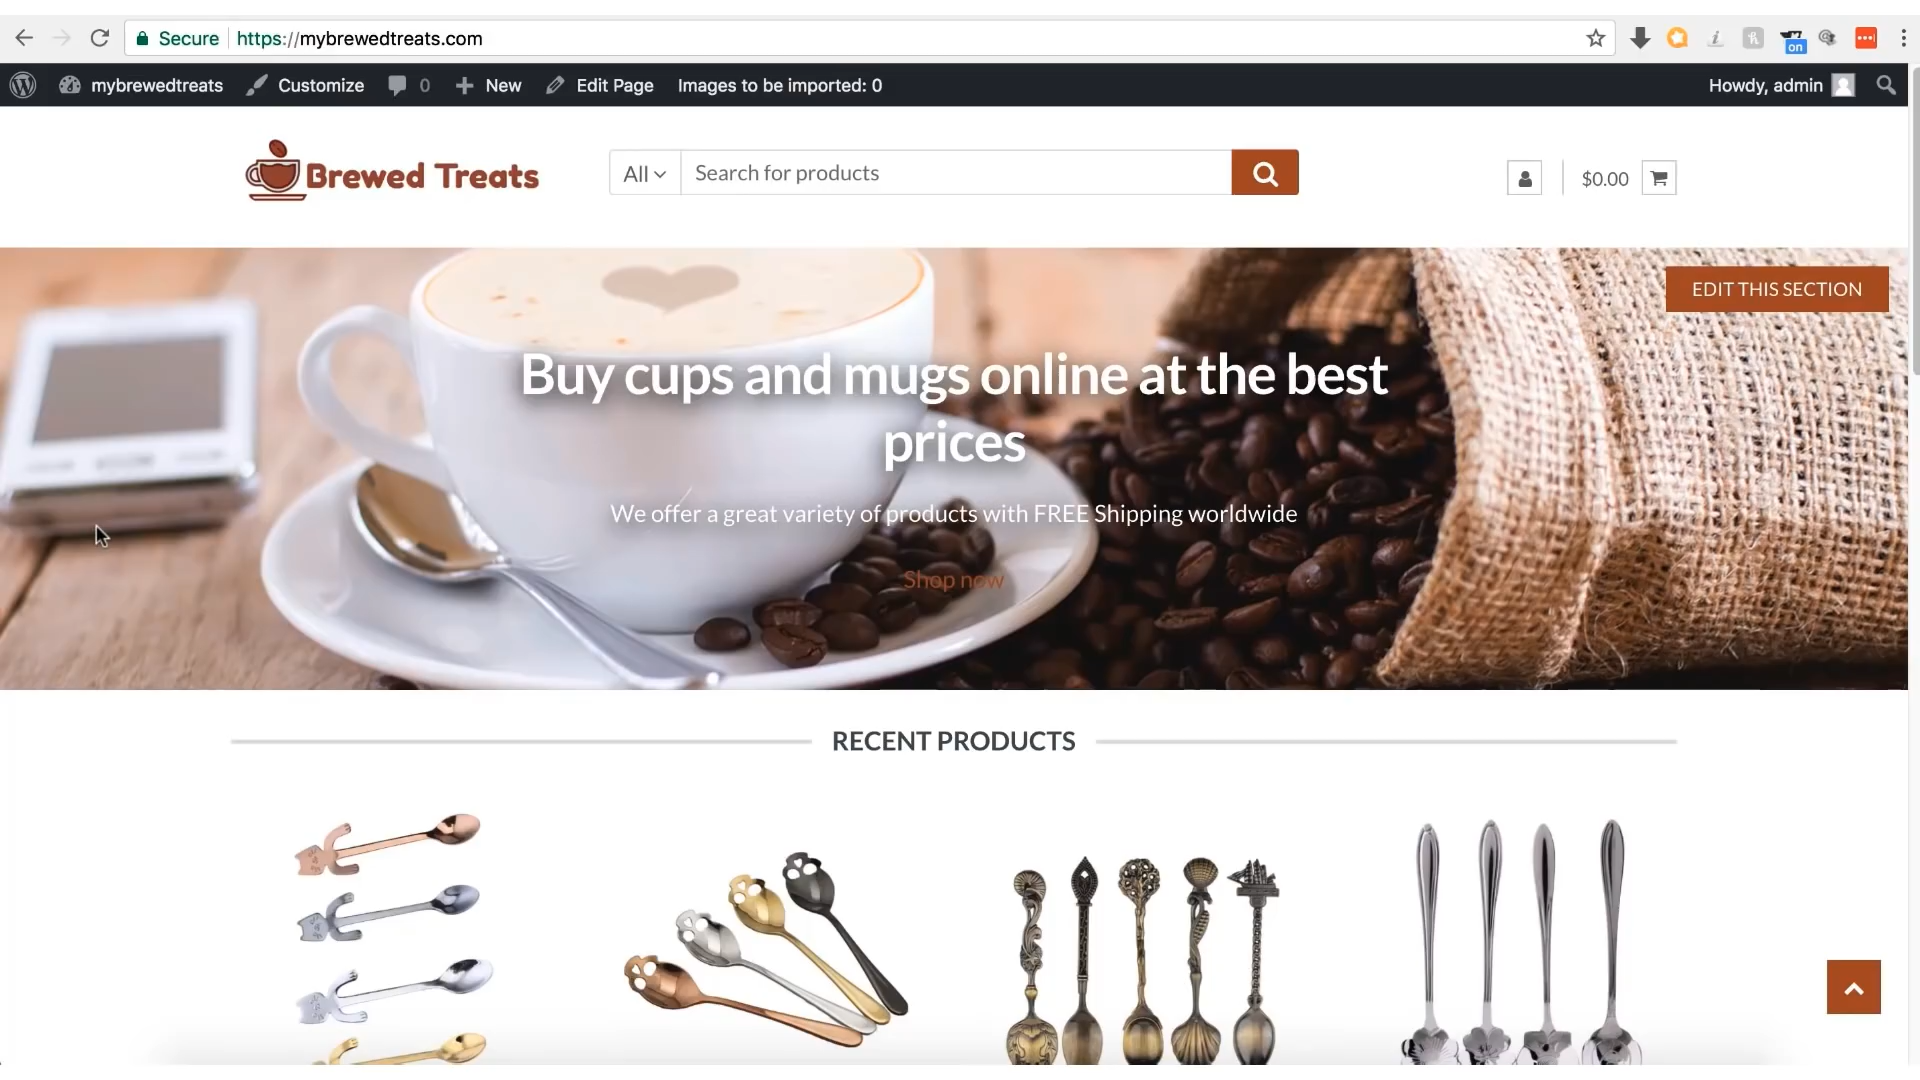 Secure https://mybrewedtreats.com
on
mybrewedtreats Customize 0 New Edit Page Images to be imported: 0 Howdy, admin
Brewed Treats
All Search for products
$0.00
EDIT THIS SECTION
Buy cups and mugs online at the best
prices
We offer a great variety of products with FREE Shipping worldwide
Shop now
RECENT PRODUCTS